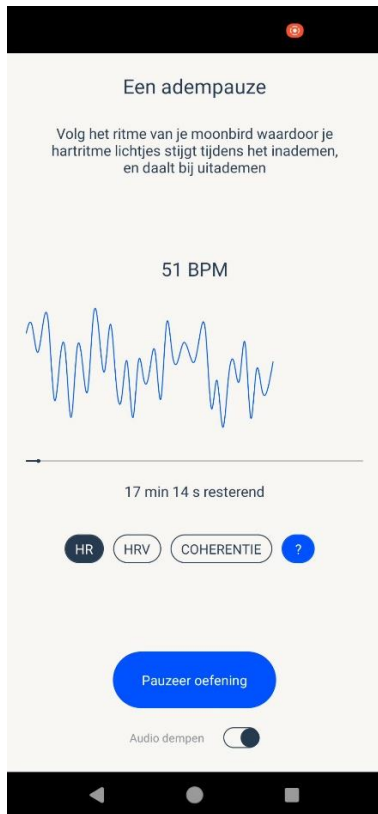 Een adempauze
Volg het ritme van je moonbird waardoor je
hartritme lichtjes stijgt tijdens het inademen,
en daalt bij uitademen
51 BPM
17 min 14 s resterend
HR HRV COHERENTIE ?
Pauzeer oefening
Audio dempen